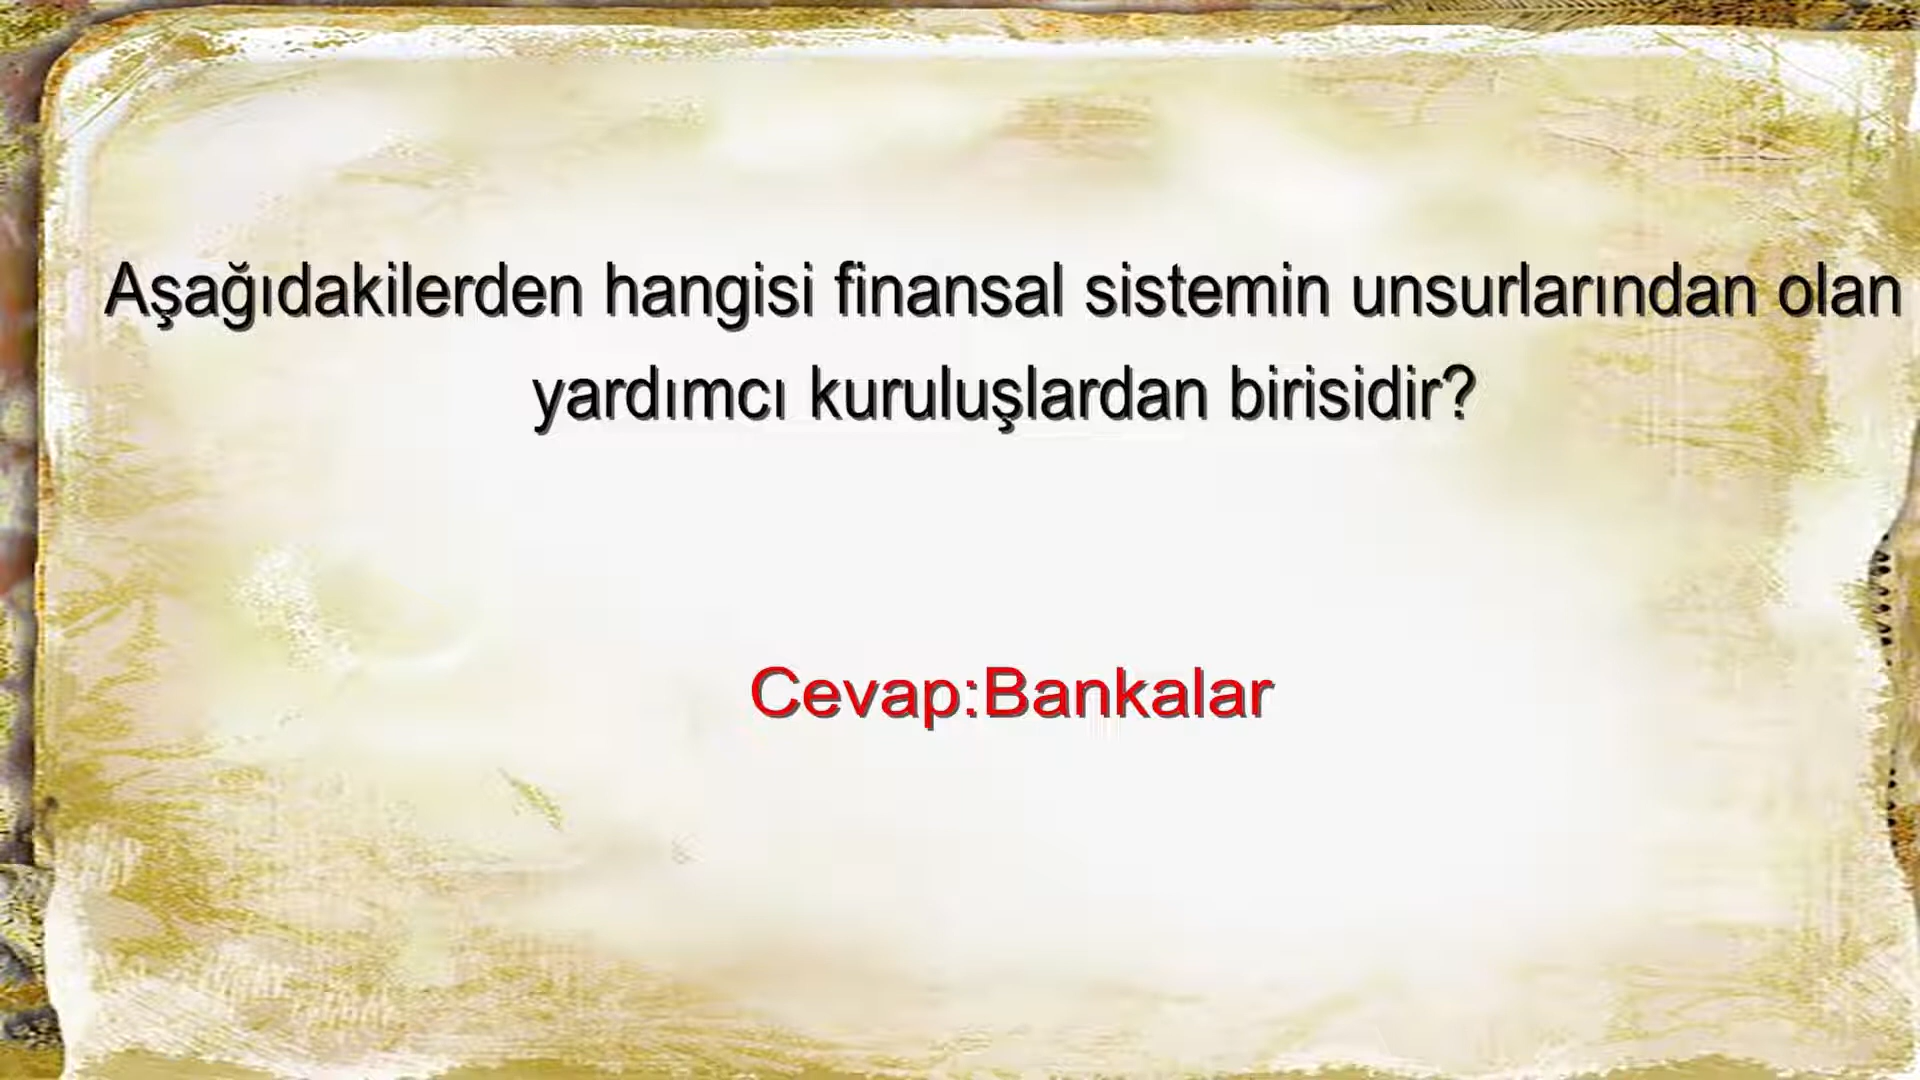 Aşağıdakilerden hangisi finansal sistemin unsurlarından olan
yardımcı kuruluşlardan birisidir?
Cevap:Bankalar